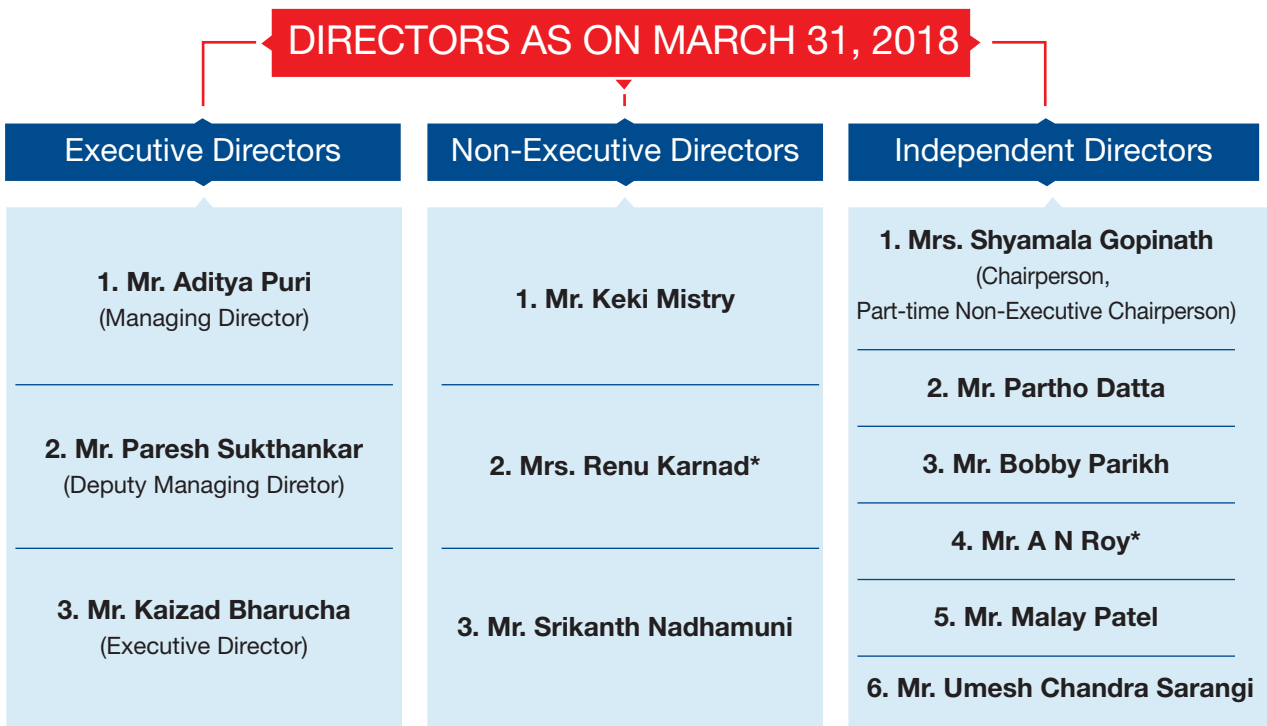 DIRECTORS AS ON MARCH 31, 2018
Executive Directors
1. Mr. Aditya Puri
(Managing Director)
2. Mr. Paresh Sukthankar
(Deputy Managing Diretor)
3. Mr. Kaizad Bharucha
(Executive Director)
Non-Executive Directors
1. Mr. Keki Mistry
2. Mrs. Renu Karnad*
3. Mr. Srikanth Nadhamuni
Independent Directors
1. Mrs. Shyamala Gopinath
(Chairperson,
Part-time Non-Executive Chairperson)
2. Mr. Partho Datta
3. Mr. Bobby Parikh
4. Mr. A N Roy*
5. Mr. Malay Patel
6. Mr. Umesh Chandra Sarangi